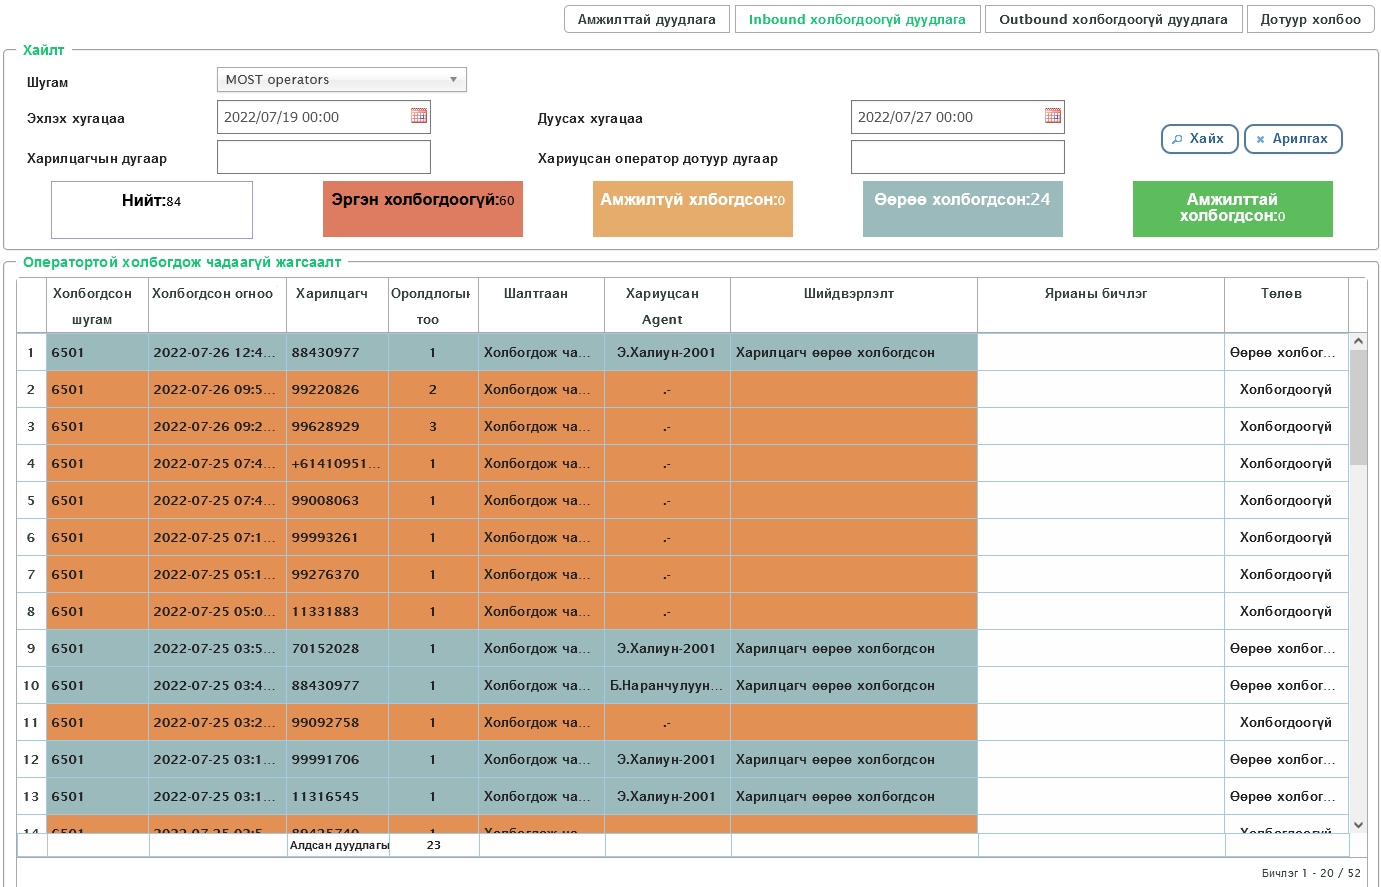 Амжилттай дуудлага Inbound холбогдоогүй дуудлага Outbound холбогдоогүй дуудлага Дотуур холбоо
Хайлт
Шугам MOST operators
Эхлэх хугацаа 2022/07/19 00:00 Дуусах хугацаа 2022/07/27 00:00
Хайх Арилгах
Харилцагчын дугаар Хариуцсан оператор дотуур дугаар
Нийт:84 Эргэн холбогдоогүй:60 Амжилтүй хлбогдсон:0 Өөрөө холбогдсон:24 Амжилттай
холбогдсон:0
Оператортой холбогдож чадаагүй жагсаалт
Холбогдсон Холбогдсон огноо Харилцагч Оролдлогын Шалтгаан Хариуцсан Шийдвэрлэлт Ярианы бичлэг Төлөв
шугам тоо Agent
1 6501 2022-07-26 12:4... 88430977 1 Холбогдож ча... Э.Халиун-2001 Харилцагч өөрөө холбогдсон Өөрөө холбог...
2 6501 2022-07-26 09:5... 99220826 2 Холбогдож ча... .- Холбогдоогүй
3 6501 2022-07-26 09:2... 99628929 3 Холбогдож ча... .- Холбогдоогүй
4 6501 2022-07-25 07:4... +61410951... 1 Холбогдож ча... .- Холбогдоогүй
5 6501 2022-07-25 07:4... 99008063 1 Холбогдож ча... .- Холбогдоогүй
6 6501 2022-07-25 07:1... 99993261 1 Холбогдож ча... .- Холбогдоогүй
7 6501 2022-07-25 05:1... 99276370 1 Холбогдож ча... .- Холбогдоогүй
8 6501 2022-07-25 05:0... 11331883 1 Холбогдож ча... .- Холбогдоогүй
9 6501 2022-07-25 03:5... 70152028 1 Холбогдож ча... Э.Халиун-2001 Харилцагч өөрөө холбогдсон Өөрөө холбог...
10 6501 2022-07-25 03:4... 88430977 1 Холбогдож ча... Б.Наранчулуун... Харилцагч өөрөө холбогдсон Өөрөө холбог...
11 6501 2022-07-25 03:2... 99092758 1 Холбогдож ча... .- Холбогдоогүй
12 6501 2022-07-25 03:1... 99991706 1 Холбогдож ча... Э.Халиун-2001 Харилцагч өөрөө холбогдсон Өөрөө холбог...
13 6501 2022-07-25 03:1... 11316545 1 Холбогдож ча... Э.Халиун-2001 Харилцагч өөрөө холбогдсон Өөрөө холбог...
14 6501 Холбогдож ча... Холбогдоогүй
Алдсан дуудлагы 23
Бичлэг 1 - 20 / 52